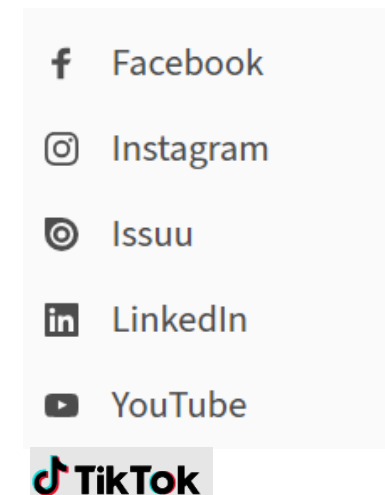 Facebook
Instagram
Issuu
LinkedIn
YouTube
TikTok